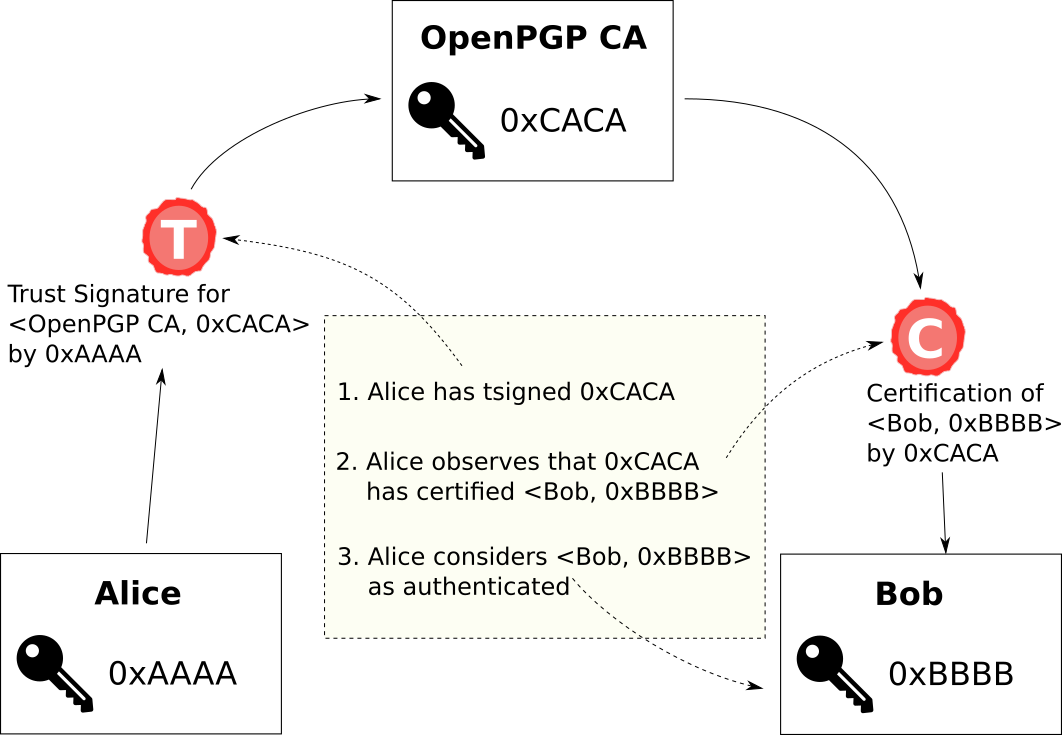 OpenPGP CA
0xCACA
T
Trust Signature for
<OpenPGP CA, 0xCACA>
by 0xAAAA
C
Certification of
<Bob, 0xBBBB>
by 0xCACA
1. Alice has tsigned 0xCACA
2. Alice observes that 0xCACA
has certified <Bob, 0xBBBB>
3. Alice considers <Bob, 0xBBBB>
as authenticated
Alice
0xAAAA
Bob
0xBBBB